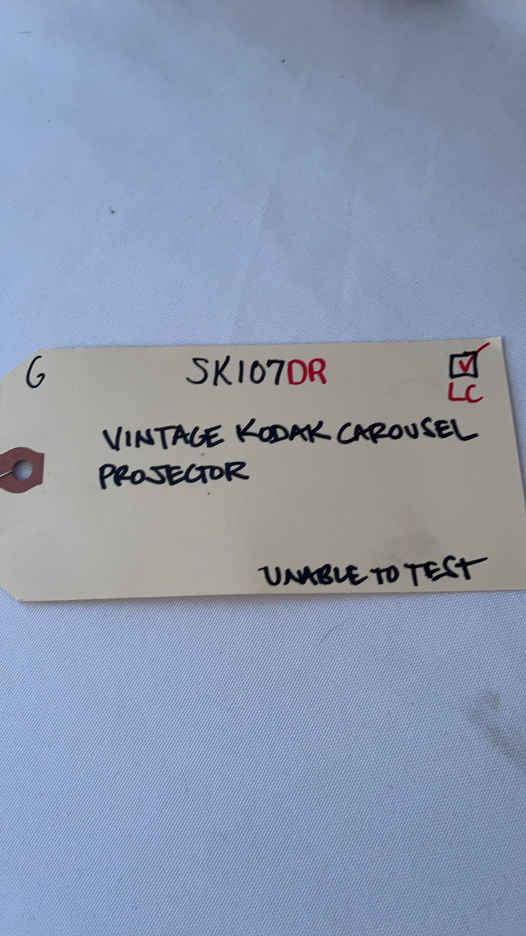 G SK107DR
LC
VINTAGE KODAK CAROUSEL
PROJECTOR
UNABLE TO TEST